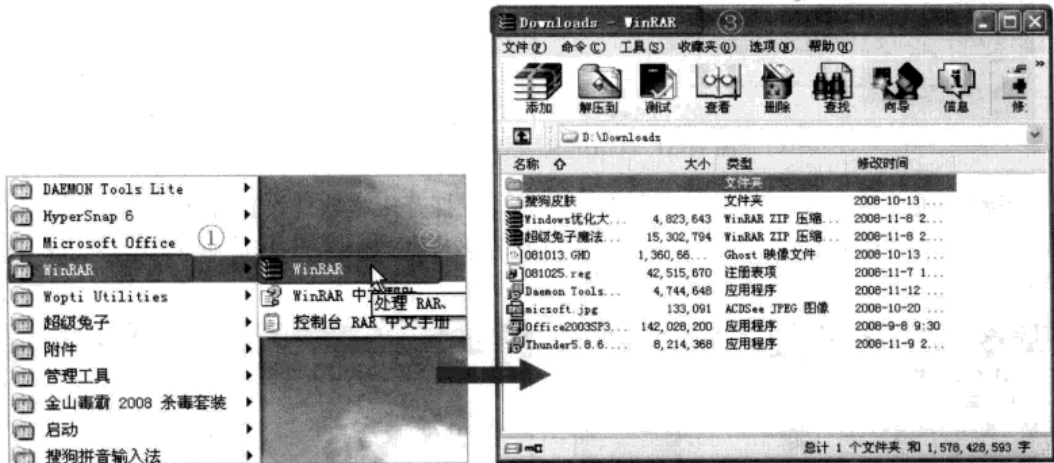 DAEMON Tools Lite
HyperSnap 6
Microsoft Office ①
WinRAR
Wopti Utilities
超级兔子
附件
管理工具
金山毒霸 2008 杀毒套装
启动
搜狗拼音输入法
②
WinRAR
WinRAR 中文帮助
处理 RAR、
控制台 RAR 中文手册
Downloads - WinRAR ③
文件(F) 命令(C) 工具(S) 收藏夹(O) 选项(N) 帮助(H)
添加 解压到 测试 查看 删除 查找 向导 信息 修
D:\Downloads
名称 大小 类型 修改时间
文件夹
搜狗皮肤 文件夹 2008-10-13 ...
Windows优化大... 4,823,643 WinRAR ZIP 压缩... 2008-11-8 2...
超级兔子魔法... 15,302,794 WinRAR ZIP 压缩... 2008-11-8 2...
081013.GHO 1,360,66... Ghost 映像文件 2008-10-13 ...
081025.reg 42,515,670 注册表项 2008-11-7 1...
Daemon Tools... 4,744,648 应用程序 2008-11-12 ...
micsoft.jpg 133,091 ACDSee JPEG 图像 2008-10-20 ...
Office2003SP3... 142,028,200 应用程序 2008-9-8 9:30
Thunder5.8.6.... 8,214,368 应用程序 2008-11-9 2...
总计 1 个文件夹 和 1,578,428,593 字